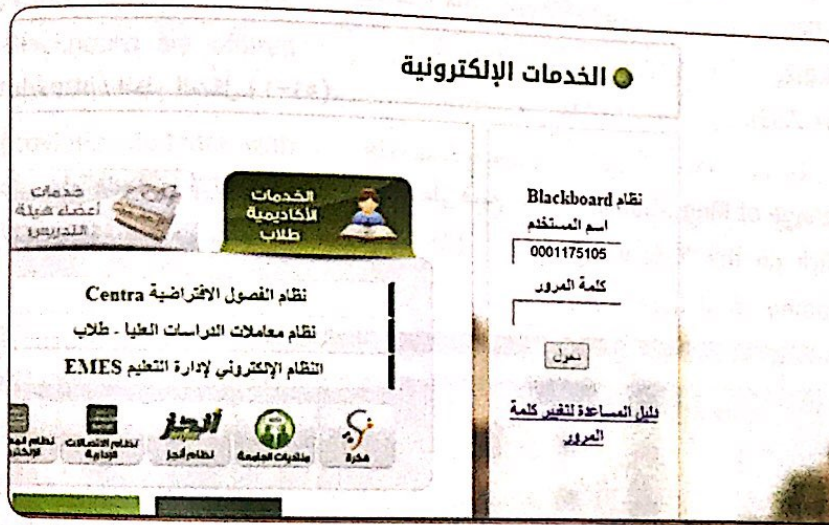 الخدمات الإلكترونية
نظام Blackboard
اسم المستخدم
0001175105
كلمة المرور
دخول
دليل المساعدة لتغيير كلمة
المرور
الخدمات
الأكاديمية
طلاب
خدمات
أعضاء هيئة
التدريس
نظام الفصول الافتراضية Centra
نظام معاملات الدراسات العليا - طلاب
النظام الإلكتروني لإدارة التعليم EMES
فكرة
منتديات الجامعة
أنجز
نظام أنجز
نظام الاتصالات
الإدارية
نظام